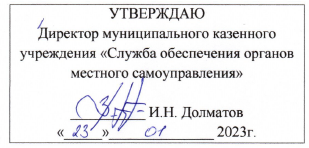 УТВЕРЖДАЮ
Директор муниципального казенного
учреждения «Служба обеспечения органов
местного самоуправления»
И.Н. Долматов
«23» 01 2023г.